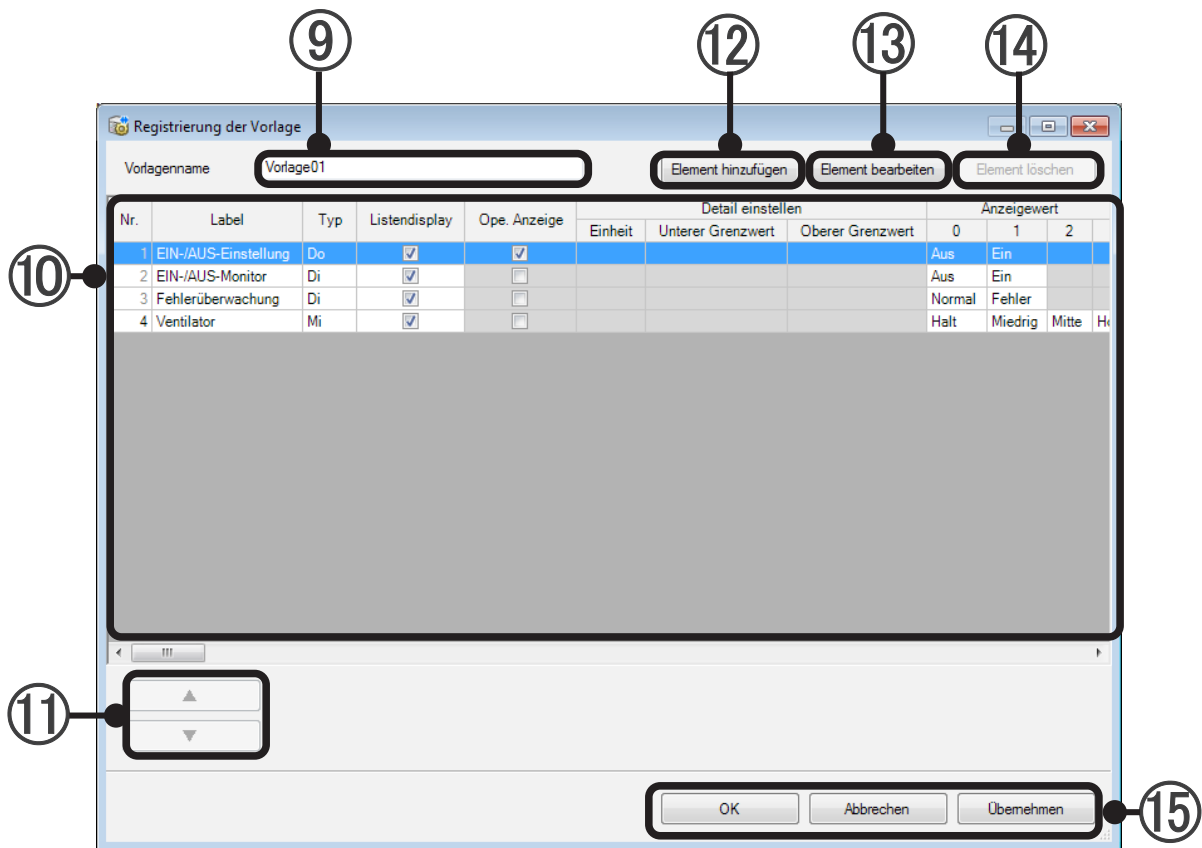 ⑨ ⑫ ⑬ ⑭
Registrierung der Vorlage
Vorlagenname Vorlage01 Element hinzufügen Element bearbeiten Element löschen
Detail einstellen Anzeigewert
Nr. Label Typ Listendisplay Ope. Anzeige Einheit Unterer Grenzwert Oberer Grenzwert 0 1 2
1 EIN-/AUS-Einstellung Do Aus Ein
⑩
2 EIN-/AUS-Monitor Di Aus Ein
3 Fehlerüberwachung Di Normal Fehler
4 Ventilator Mi Halt Miedrig Mitte
⑪
OK Abbrechen Übernehmen
⑮